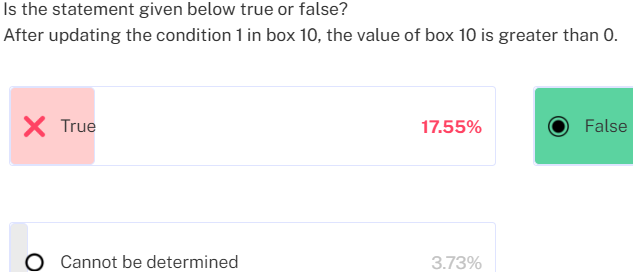 Is the statement given below true or false?
After updating the condition 1 in box 10, the value of box 10 is greater than 0.
True 17.55% False
Cannot be determined 3.73%